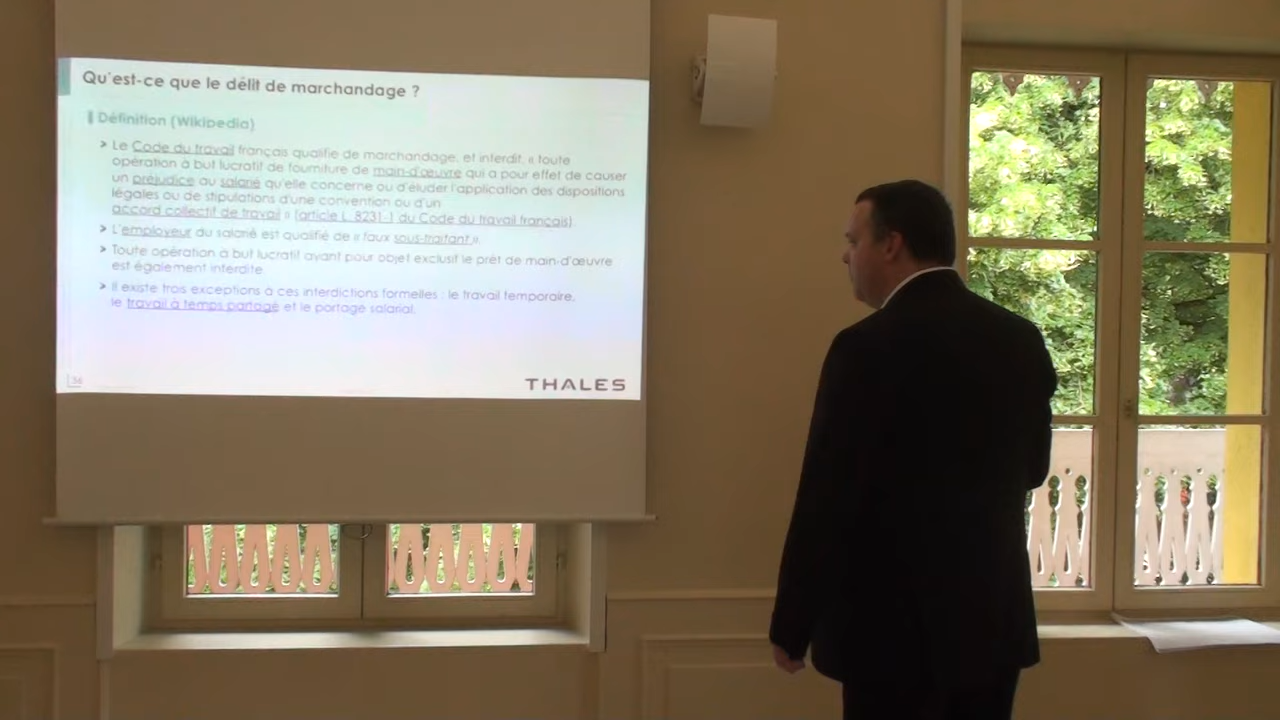 Qu'est-ce que le délit de marchandage ?
Définition (Wikipedia)
> Le Code du travail français qualifie de marchandage, et interdit, « toute
opération à but lucratif de fourniture de main-d'œuvre qui a pour effet de causer
un préjudice au salarié qu'elle concerne ou d'éluder l'application des dispositions
légales ou de stipulations d'une convention ou d'un
accord collectif de travail » (article L. 8231-1 du Code du travail français).
> L'employeur du salarié est qualifié de « faux sous-traitant ».
> Toute opération à but lucratif ayant pour objet exclusif le prêt de main-d'œuvre
est également interdite
> Il existe trois exceptions à ces interdictions formelles : le travail temporaire,
le travail à temps partagé et le portage salarial.
36
THALES